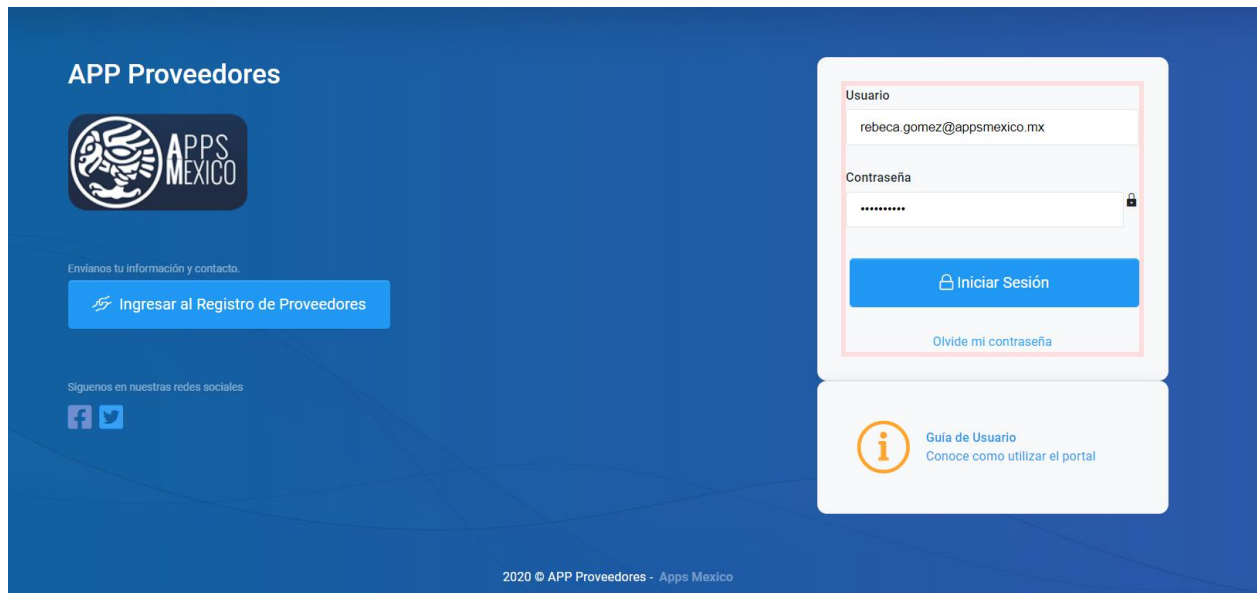 APP Proveedores
APPS
MEXICO
Envíanos tu información y contacto.
Ingresar al Registro de Proveedores
Siguenos en nuestras redes sociales
Usuario
rebeca.gomez@appsmexico.mx
Contraseña
••••••••••
Iniciar Sesión
Olvide mi contraseña
Guía de Usuario
Conoce como utilizar el portal
2020 © APP Proveedores - Apps Mexico